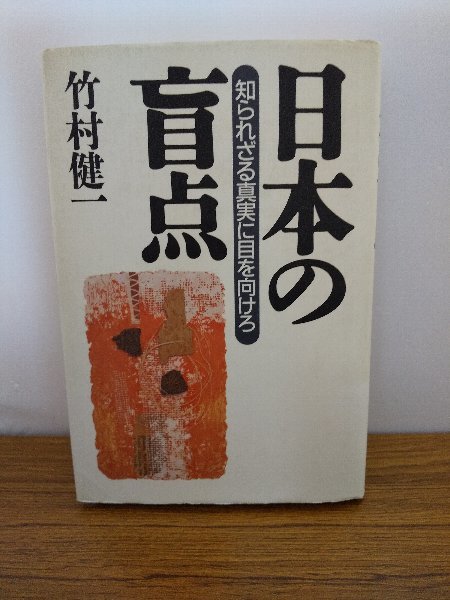 日本の
知られざる真実に目を向けろ
盲点
竹村健一